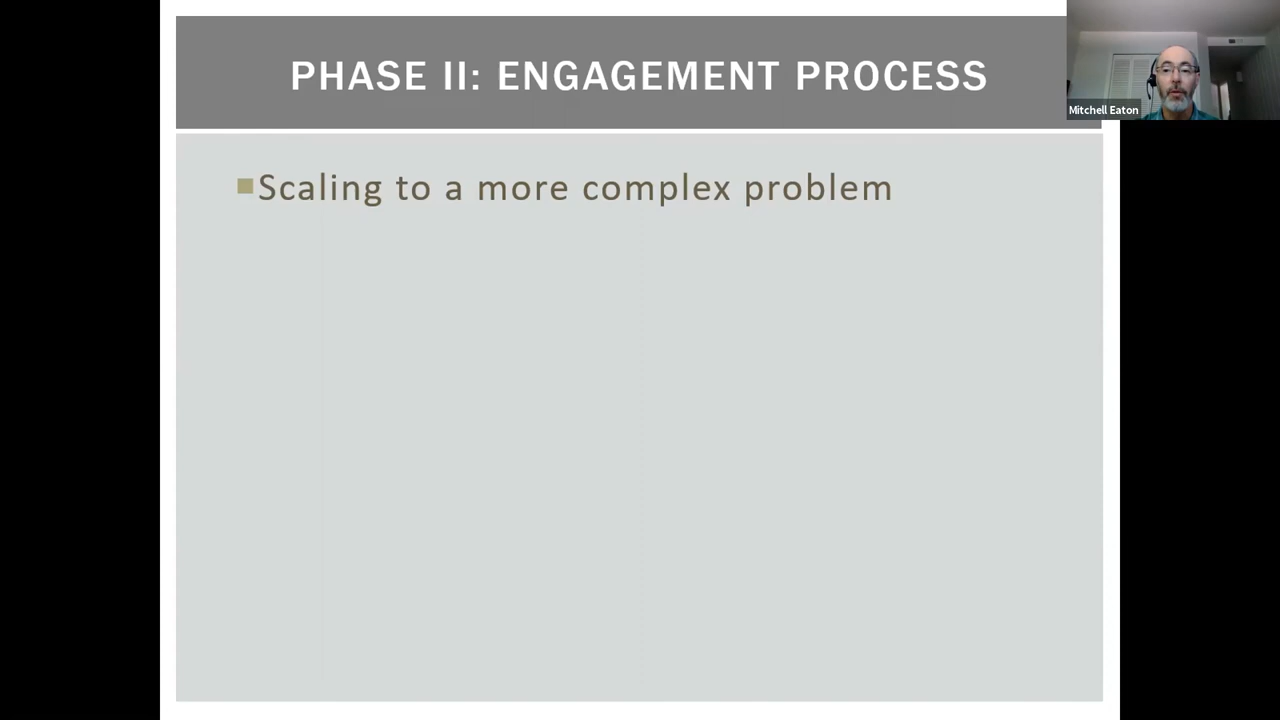 PHASE II: ENGAGEMENT PROCESS
Mitchell Eaton
Scaling to a more complex problem